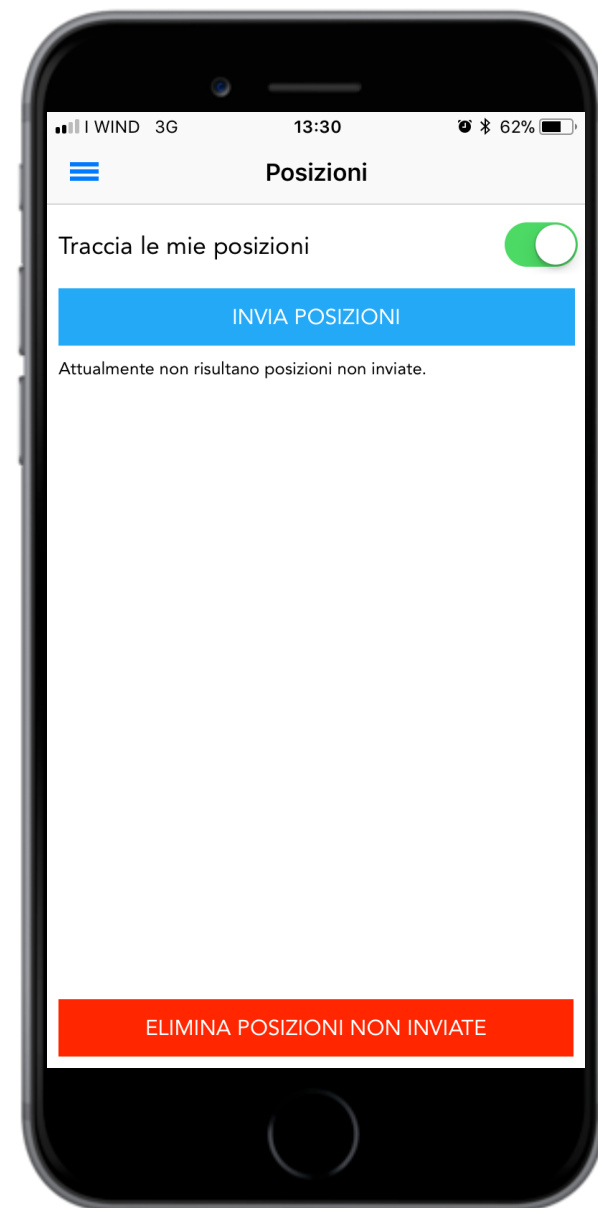 I WIND 3G 13:30 62%
Posizioni
Traccia le mie posizioni
INVIA POSIZIONI
Attualmente non risultano posizioni non inviate.
ELIMINA POSIZIONI NON INVIATE